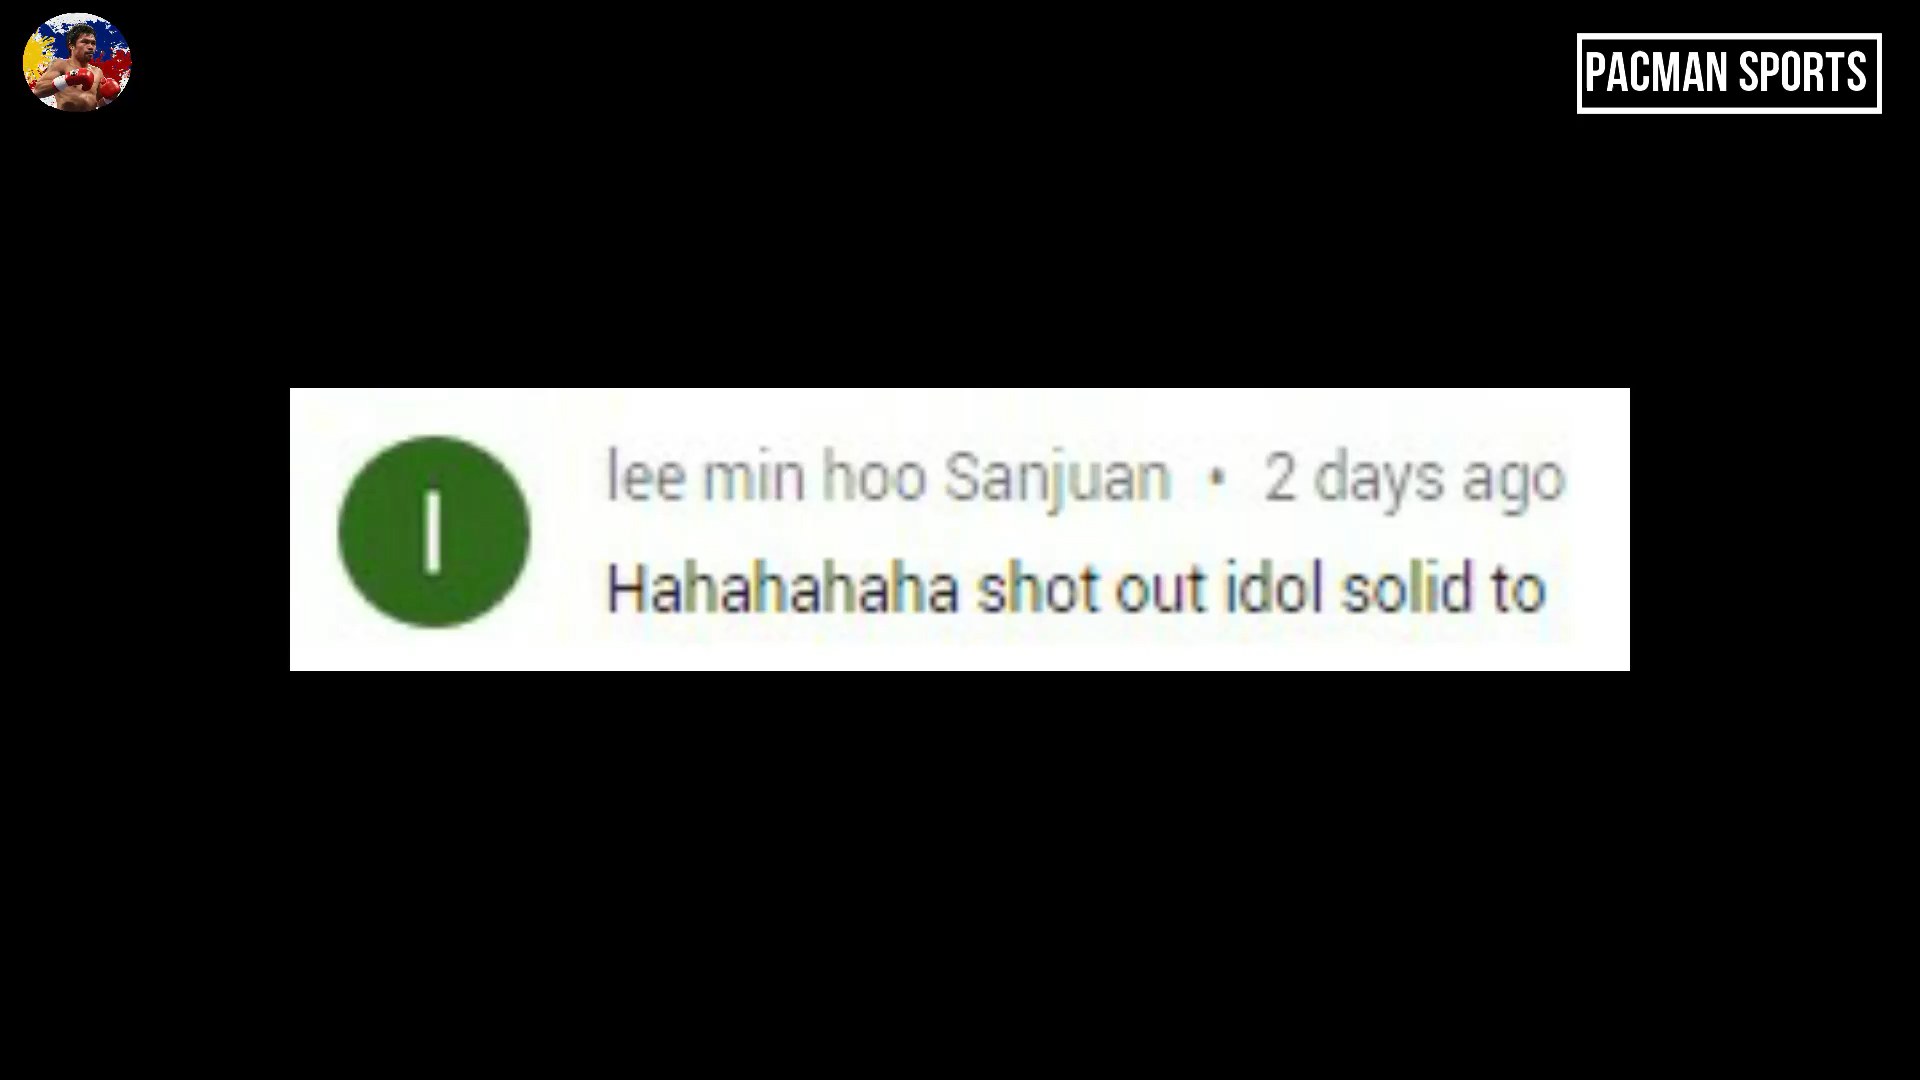 PACMAN SPORTS
l
lee min hoo Sanjuan • 2 days ago
Hahahahaha shot out idol solid to